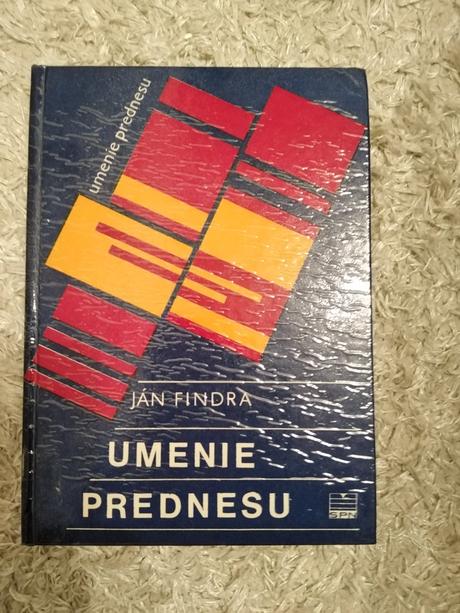 umenie prednesu
JÁN FINDRA
UMENIE
PREDNESU
SPN